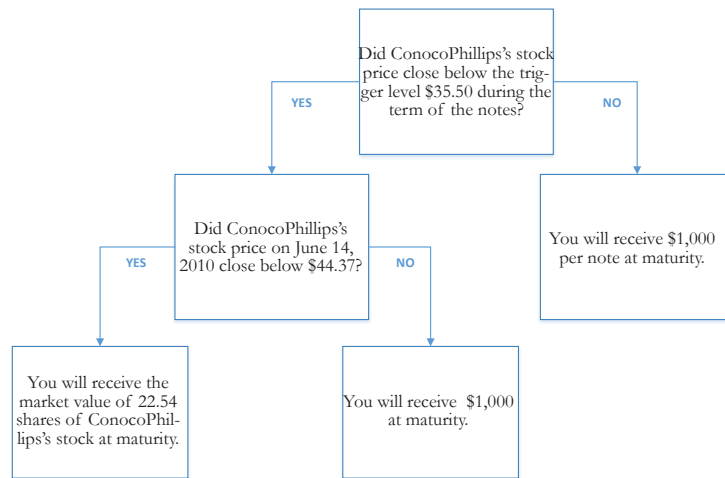 Did ConocoPhillips's stock
price close below the trig-
ger level $35.50 during the
term of the notes?
YES
NO
Did ConocoPhillips's
stock price on June 14,
2010 close below $44.37?
You will receive $1,000
per note at maturity.
YES
NO
You will receive the
market value of 22.54
shares of ConocoPhil-
lips's stock at maturity.
You will receive $1,000
at maturity.